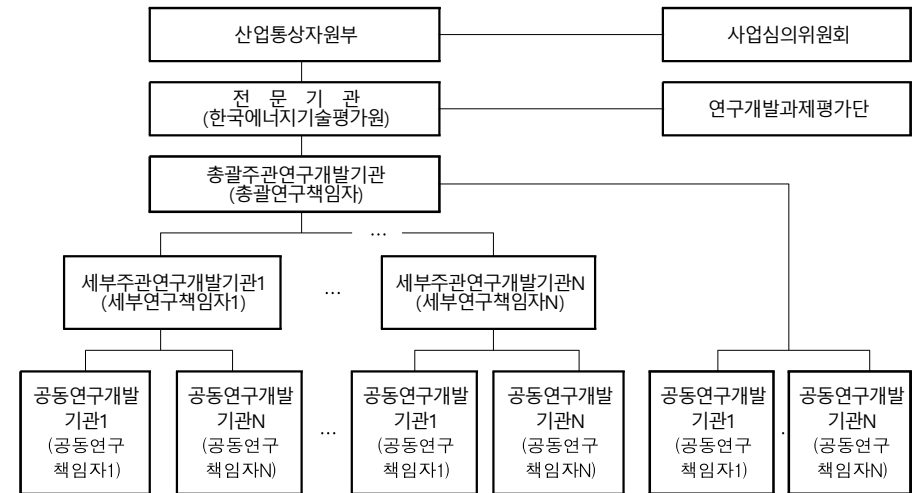 산업통상자원부
사업심의위원회
전 문 기 관
(한국에너지기술평가원)
연구개발과제평가단
총괄주관연구개발기관
(총괄연구책임자)
...
세부주관연구개발기관1
(세부연구책임자1)
...
세부주관연구개발기관N
(세부연구책임자N)
공동연구개발
기관1
(공동연구
책임자1)
공동연구개발
기관N
(공동연구
책임자N)
...
공동연구개발
기관1
(공동연구
책임자1)
공동연구개발
기관N
(공동연구
책임자N)
공동연구개발
기관1
(공동연구
책임자1)
.
공동연구개발
기관N
(공동연구
책임자N)